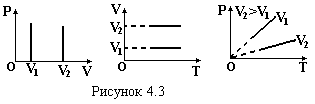 P
V₁ V₂ V
O
V
V₂
V₁
O T
P V₂>V₁
V₁
V₂
O T
Рисунок 4.3